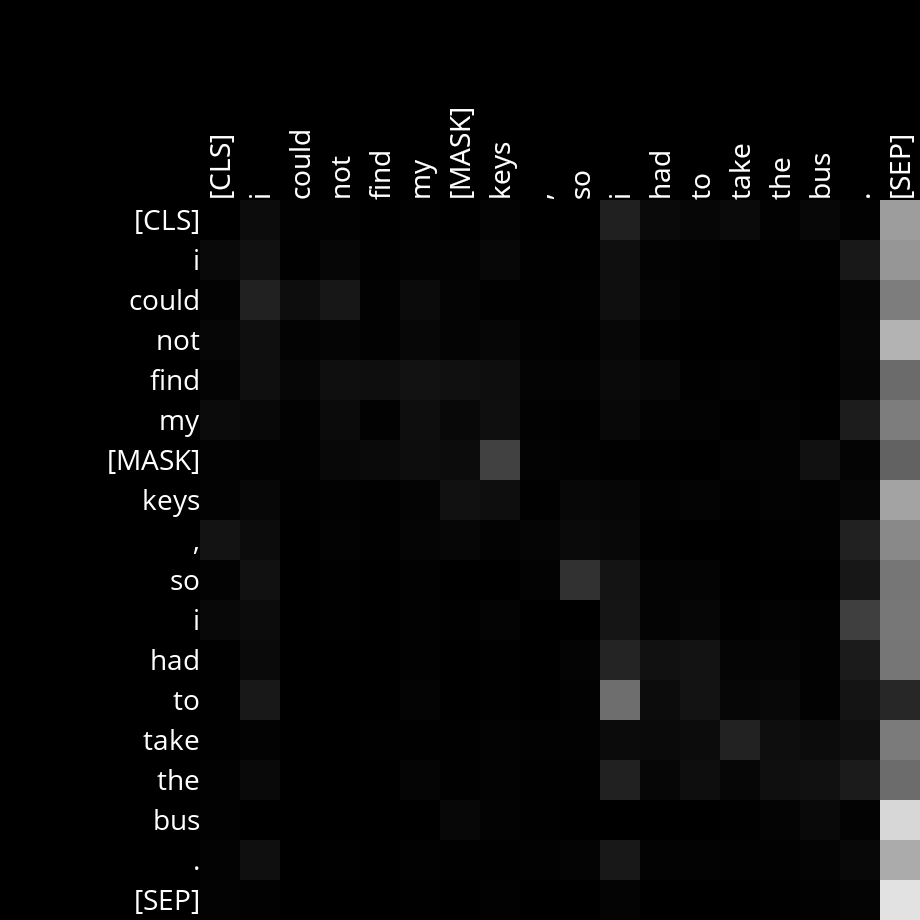 [CLS] i could not find my [MASK] keys , so i had to take the bus . [SEP]
[CLS]
i
could
not
find
my
[MASK]
keys
,
so
i
had
to
take
the
bus
.
[SEP]